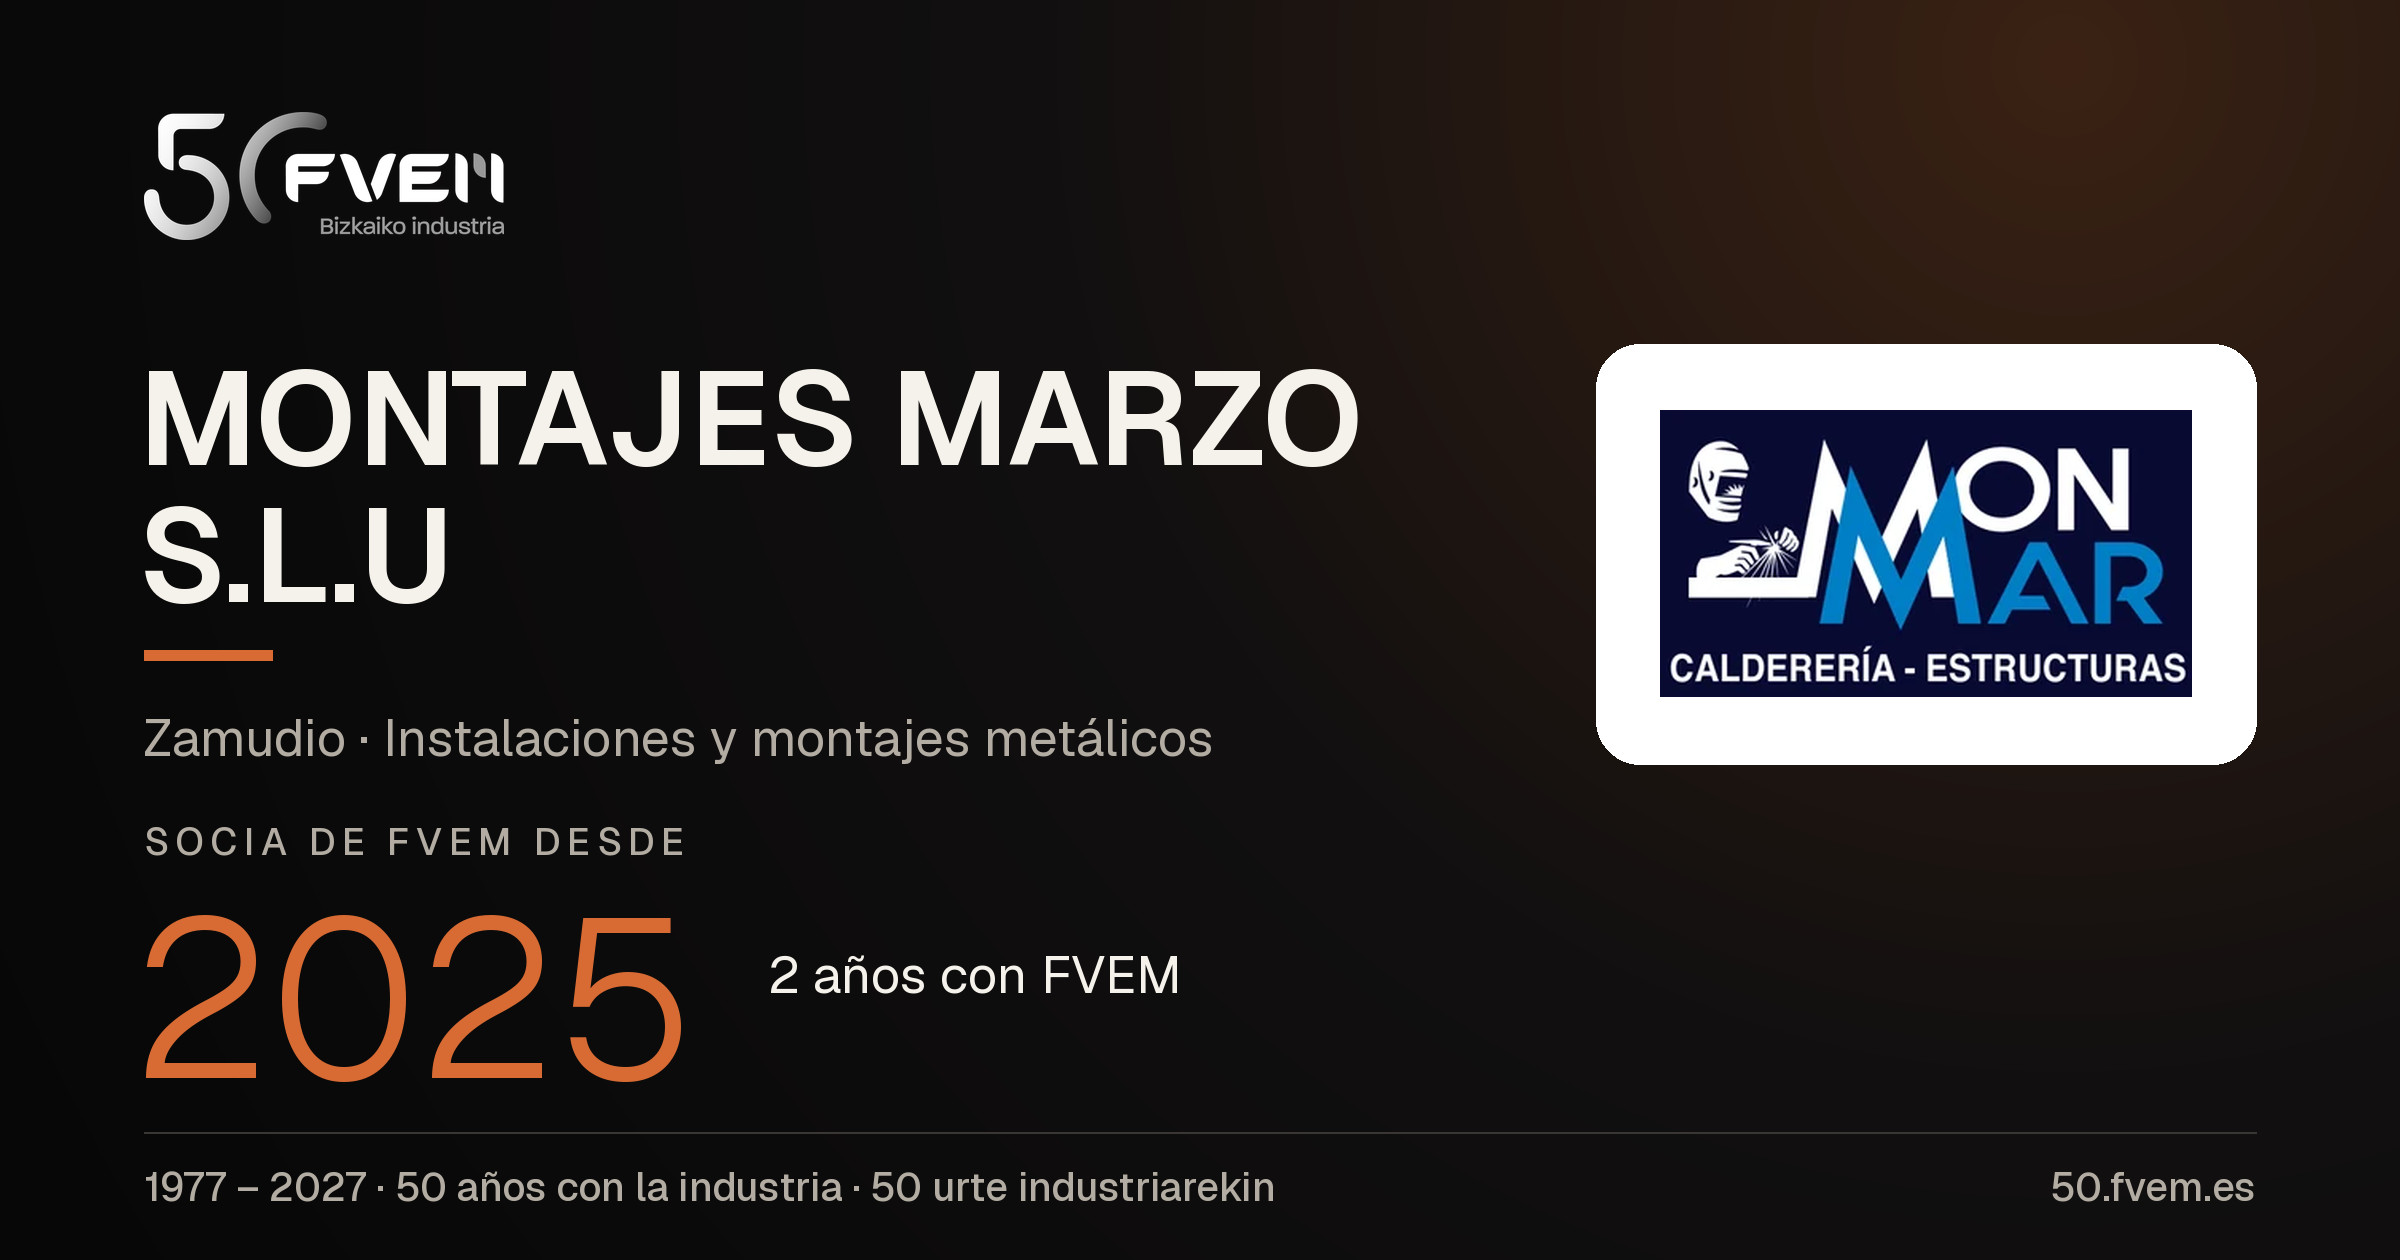 50 FVEM
Bizkaiko industria
MONTAJES MARZO
S.L.U
Zamudio · Instalaciones y montajes metálicos
SOCIA DE FVEM DESDE
2025
2 años con FVEM
MON
MAR
CALDERERÍA - ESTRUCTURAS
1977 – 2027 · 50 años con la industria · 50 urte industriarekin
50.fvem.es